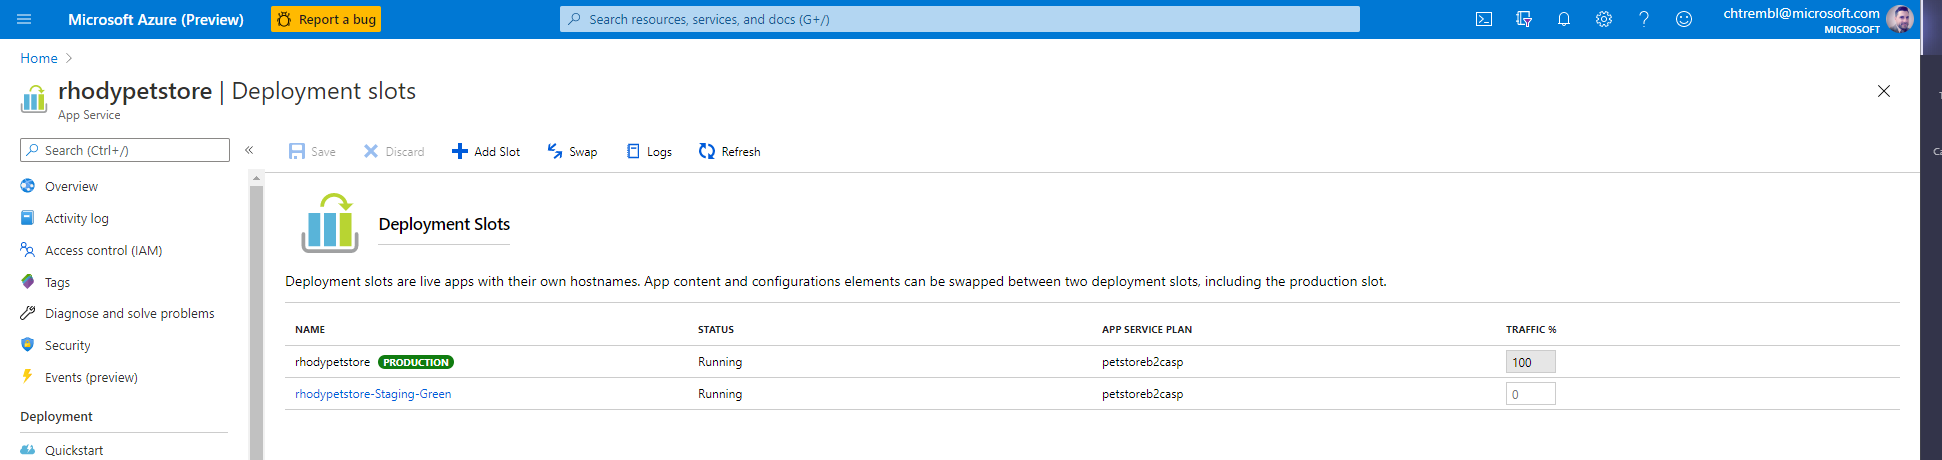 Microsoft Azure (Preview)
Report a bug
Search resources, services, and docs (G+/)
chtrembl@microsoft.com
MICROSOFT
Home
rhodypetstore | Deployment slots
App Service
Search (Ctrl+/)
Save
Discard
Add Slot
Swap
Logs
Refresh
Overview
Activity log
Access control (IAM)
Tags
Diagnose and solve problems
Security
Events (preview)
Deployment
Quickstart
Deployment Slots
Deployment slots are live apps with their own hostnames. App content and configurations elements can be swapped between two deployment slots, including the production slot.
NAME STATUS APP SERVICE PLAN TRAFFIC %
rhodypetstore PRODUCTION Running petstoreb2casp 100
rhodypetstore-Staging-Green Running petstoreb2casp 0